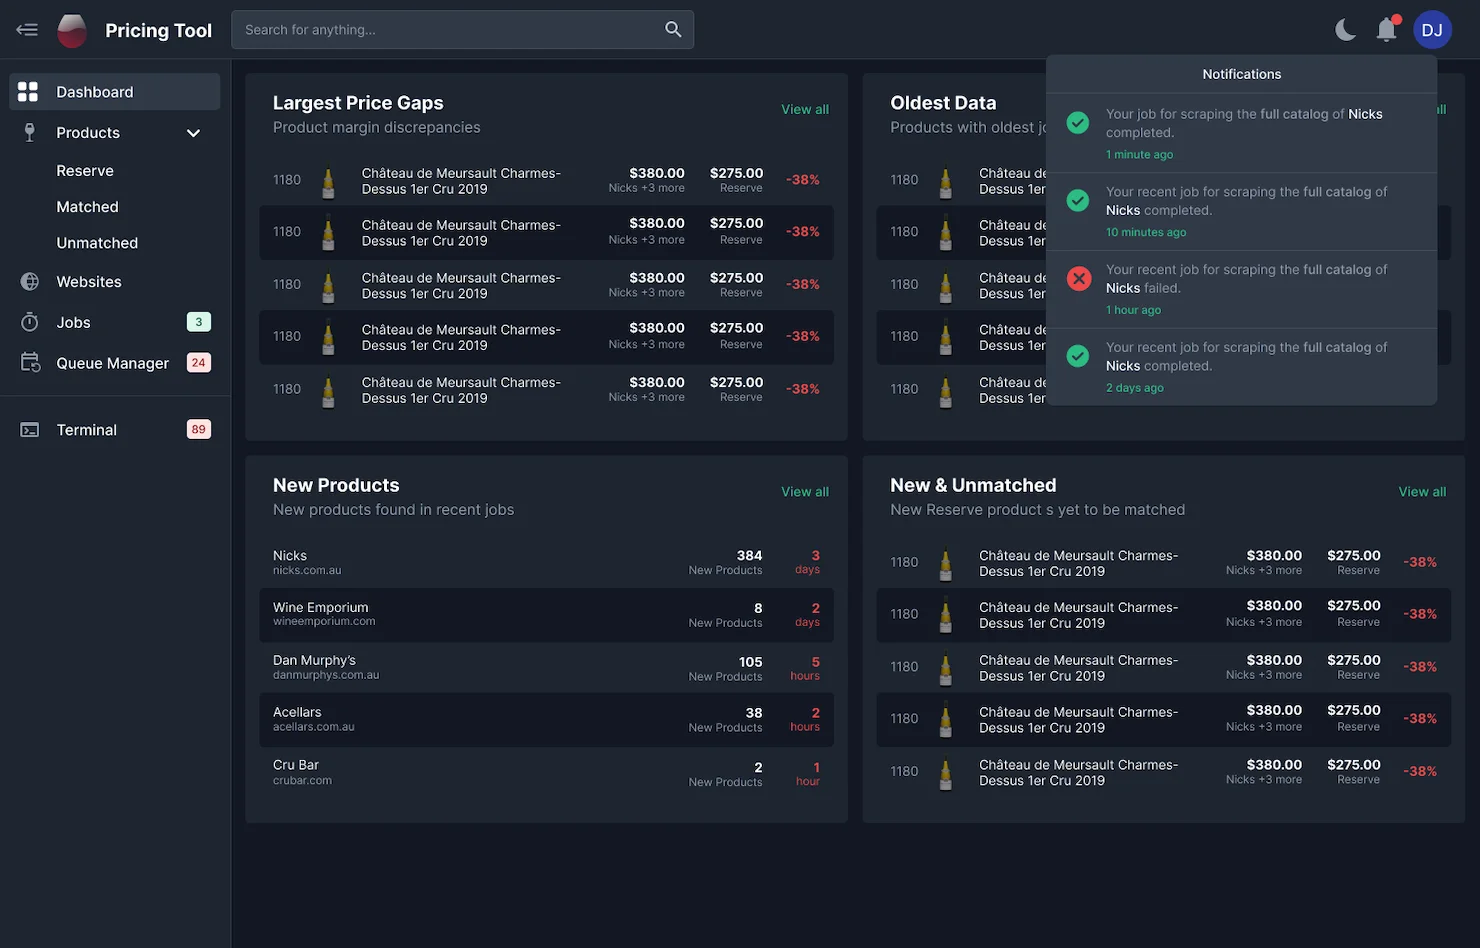 Pricing Tool
Search for anything...
DJ
Dashboard
Products
Reserve
Matched
Unmatched
Websites
Jobs 3
Queue Manager 24
Terminal 89
Largest Price Gaps
View all
Product margin discrepancies
1180 Château de Meursault Charmes- $380.00 $275.00 -38%
Dessus 1er Cru 2019 Nicks +3 more Reserve
1180 Château de Meursault Charmes- $380.00 $275.00 -38%
Dessus 1er Cru 2019 Nicks +3 more Reserve
1180 Château de Meursault Charmes- $380.00 $275.00 -38%
Dessus 1er Cru 2019 Nicks +3 more Reserve
1180 Château de Meursault Charmes- $380.00 $275.00 -38%
Dessus 1er Cru 2019 Nicks +3 more Reserve
1180 Château de Meursault Charmes- $380.00 $275.00 -38%
Dessus 1er Cru 2019 Nicks +3 more Reserve
Oldest Data
Products with oldest
1180 Château
Dessus 1er
1180 Château
Dessus 1er
1180 Château
Dessus 1er
1180 Château
Dessus 1er
1180 Château
Dessus 1er
Notifications
Your job for scraping the full catalog of Nicks
completed.
1 minute ago
Your recent job for scraping the full catalog of
Nicks completed.
10 minutes ago
Your recent job for scraping the full catalog of
Nicks failed.
1 hour ago
Your recent job for scraping the full catalog of
Nicks completed.
2 days ago
New Products
View all
New products found in recent jobs
Nicks 384 3
nicks.com.au New Products days
Wine Emporium 8 2
wineemporium.com New Products days
Dan Murphy's 105 5
danmurphys.com.au New Products hours
Acellars 38 2
acellars.com.au New Products hours
Cru Bar 2 1
crubar.com New Products hour
New & Unmatched
View all
New Reserve product s yet to be matched
1180 Château de Meursault Charmes- $380.00 $275.00 -38%
Dessus 1er Cru 2019 Nicks +3 more Reserve
1180 Château de Meursault Charmes- $380.00 $275.00 -38%
Dessus 1er Cru 2019 Nicks +3 more Reserve
1180 Château de Meursault Charmes- $380.00 $275.00 -38%
Dessus 1er Cru 2019 Nicks +3 more Reserve
1180 Château de Meursault Charmes- $380.00 $275.00 -38%
Dessus 1er Cru 2019 Nicks +3 more Reserve
1180 Château de Meursault Charmes- $380.00 $275.00 -38%
Dessus 1er Cru 2019 Nicks +3 more Reserve